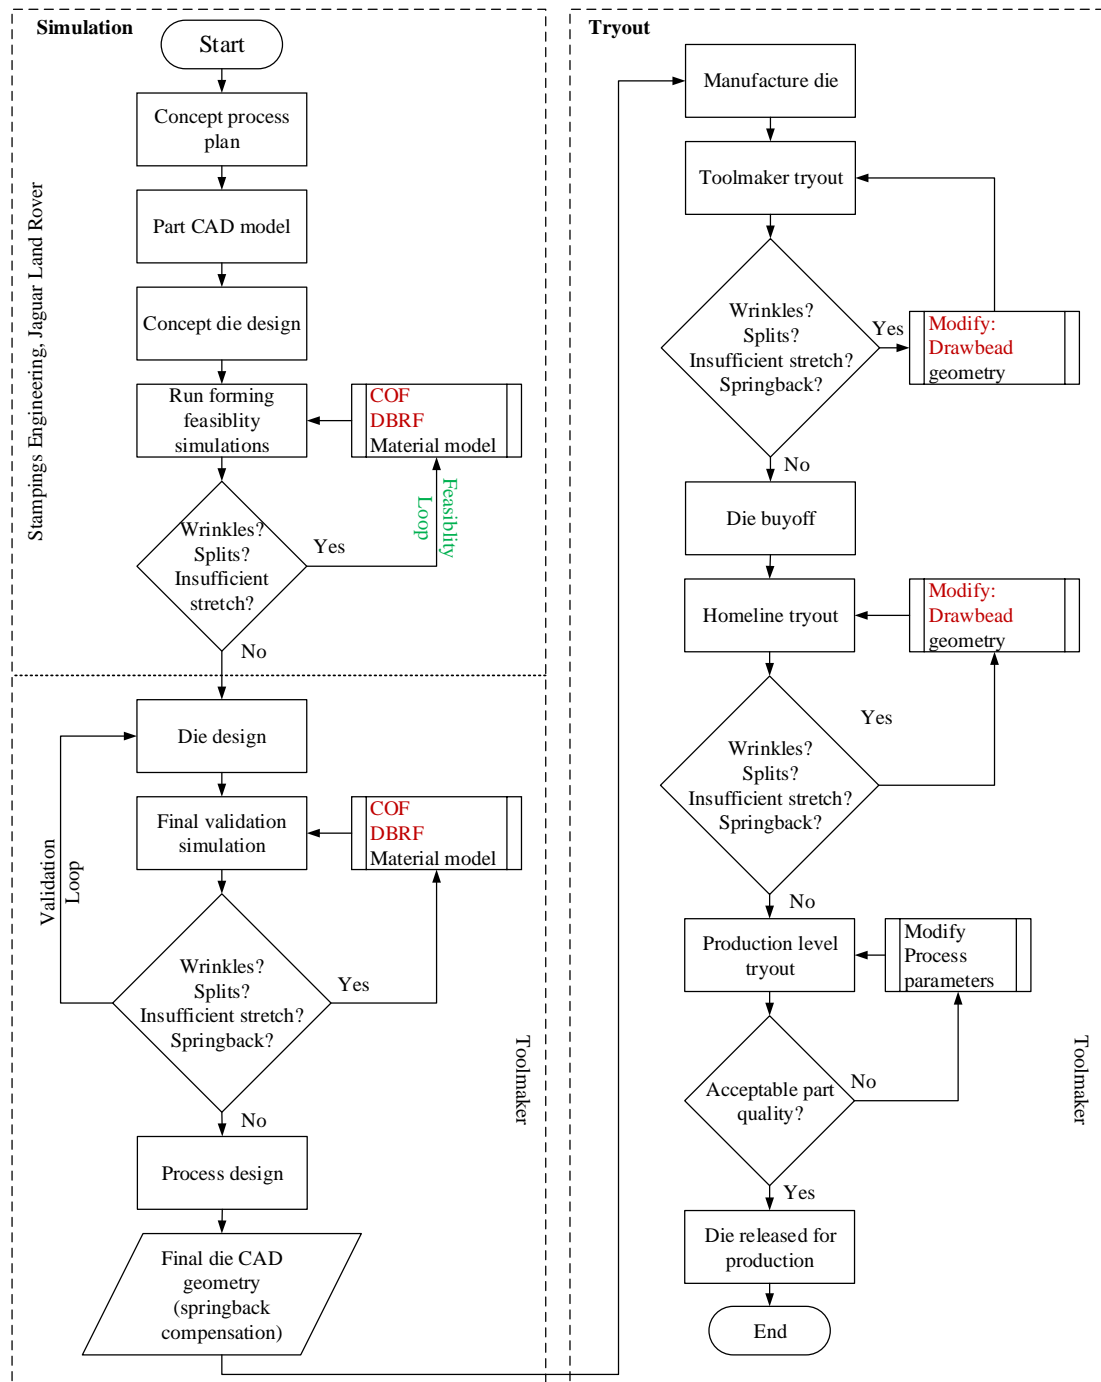 Simulation
Start
Concept process
plan
Part CAD model
Concept die design
Run forming
feasiblity
simulations
COF
DBRF
Material model
Feasiblity
Loop
Wrinkles?
Splits?
Insufficient
stretch?
Yes
No
Stampings Engineering, Jaguar Land Rover
Die design
Final validation
simulation
COF
DBRF
Material model
Validation
Loop
Wrinkles?
Splits?
Insufficient stretch?
Springback?
Yes
No
Toolmaker
Process design
Final die CAD
geometry
(springback
compensation)
Tryout
Manufacture die
Toolmaker tryout
Wrinkles?
Splits?
Insufficient stretch?
Springback?
Yes
Modify:
Drawbead
geometry
No
Die buyoff
Homeline tryout
Modify:
Drawbead
geometry
Wrinkles?
Splits?
Insufficient stretch?
Springback?
Yes
No
Production level
tryout
Modify
Process
parameters
Acceptable part
quality?
No
Yes
Toolmaker
Die released for
production
End